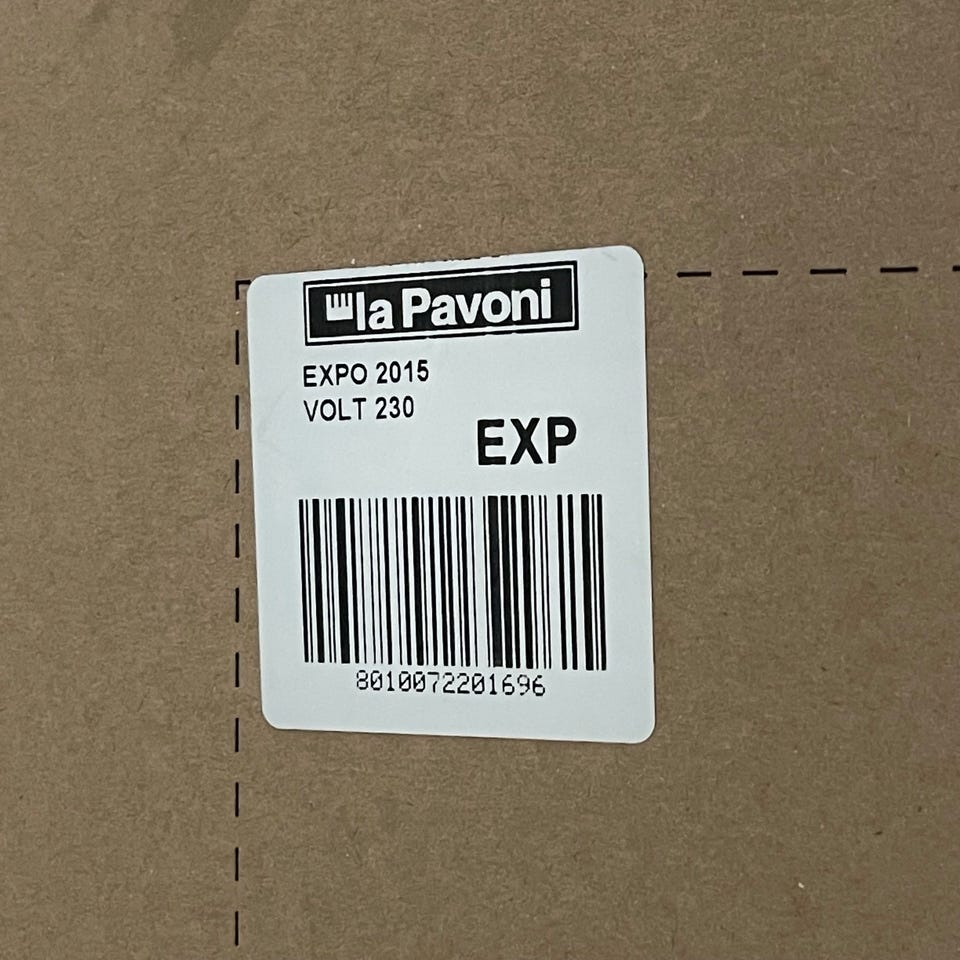 la Pavoni
EXPO 2015
VOLT 230
EXP
8010072201696